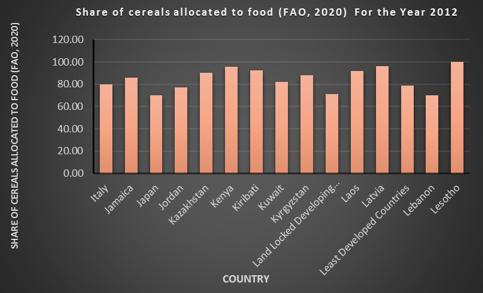 Share of cereals allocated to food (FAO, 2020) For the Year 2012
SHARE OF CEREALS ALLOCATED TO FOOD (FAO, 2020)
120.00
100.00
80.00
60.00
40.00
20.00
0.00
Italy
Jamaica
Japan
Jordan
Kazakhstan
Kenya
Kiribati
Kuwait
Kyrgyzstan
Land Locked Developing...
Laos
Latvia
Least Developed Countries
Lebanon
Lesotho
COUNTRY